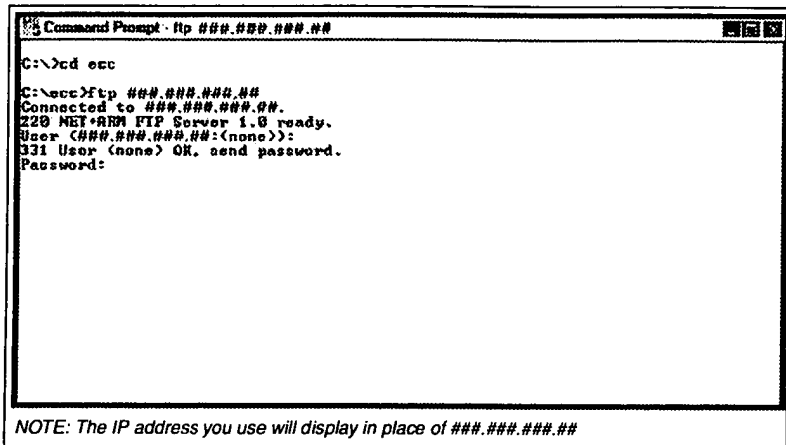 Command Prompt - ftp ###.###.###.##
C:\>cd ecc
C:\ecc>ftp ###.###.###.##
Connected to ###.###.###.##.
220 NET+ARM FTP Server 1.0 ready.
User (###.###.###.##:(none)):
331 User (none) OK, send password.
Password:
NOTE: The IP address you use will display in place of ###.###.###.##